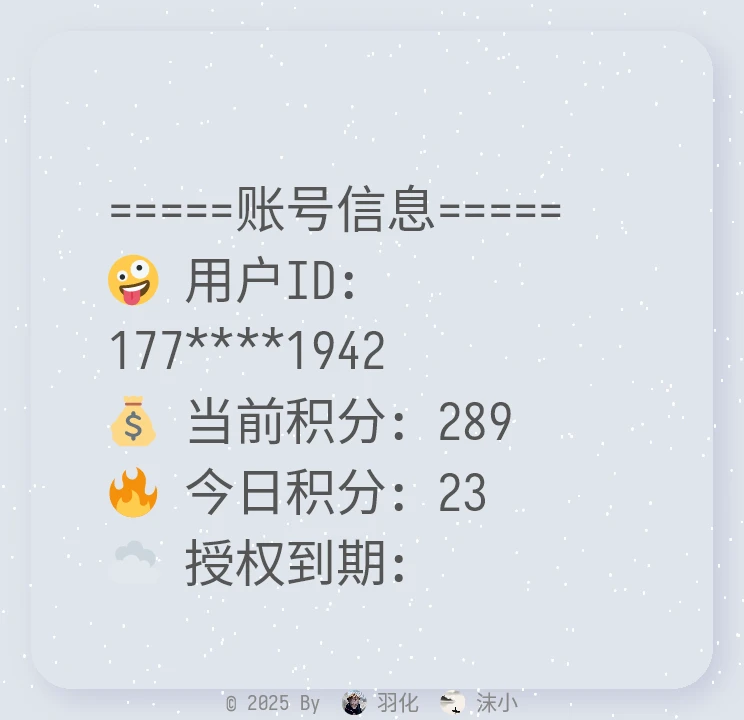 =====账号信息=====
🤪 用户ID:
177****1942
💰 当前积分: 289
🔥 今日积分: 23
☁️ 授权到期:
© 2025 By 羽化 沫小